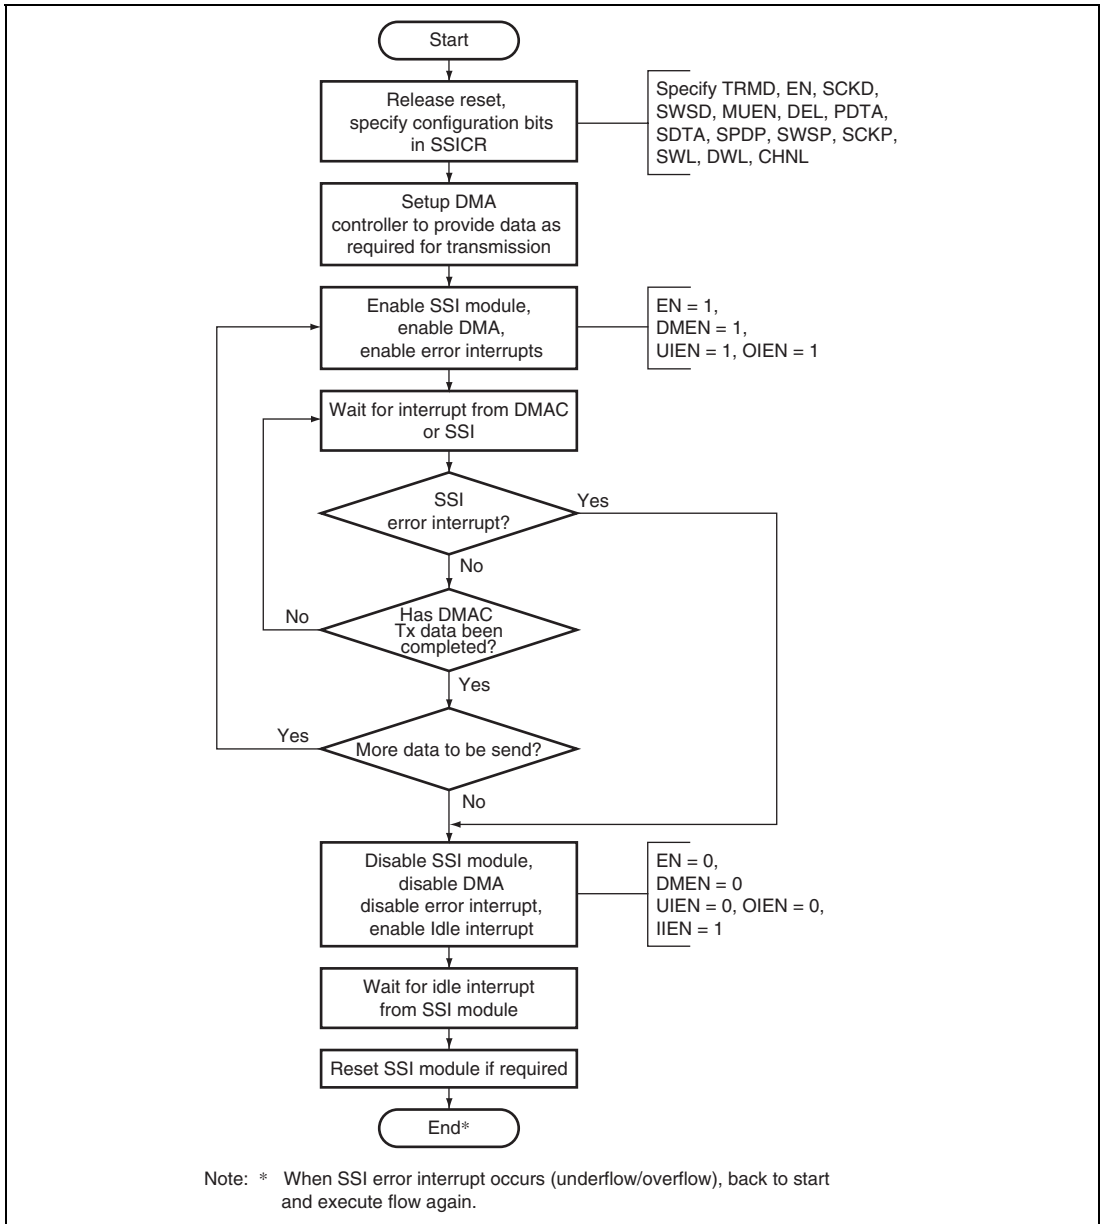 Start
Release reset,
specify configuration bits
in SSICR
Specify TRMD, EN, SCKD,
SWSD, MUEN, DEL, PDTA,
SDTA, SPDP, SWSP, SCKP,
SWL, DWL, CHNL
Setup DMA
controller to provide data as
required for transmission
Enable SSI module,
enable DMA,
enable error interrupts
EN = 1,
DMEN = 1,
UIEN = 1, OIEN = 1
Wait for interrupt from DMAC
or SSI
SSI
error interrupt?
Yes
No
Has DMAC
Tx data been
completed?
No
Yes
More data to be send?
Yes
No
Disable SSI module,
disable DMA
disable error interrupt,
enable Idle interrupt
EN = 0,
DMEN = 0
UIEN = 0, OIEN = 0,
IIEN = 1
Wait for idle interrupt
from SSI module
Reset SSI module if required
End*
Note: * When SSI error interrupt occurs (underflow/overflow), back to start
and execute flow again.